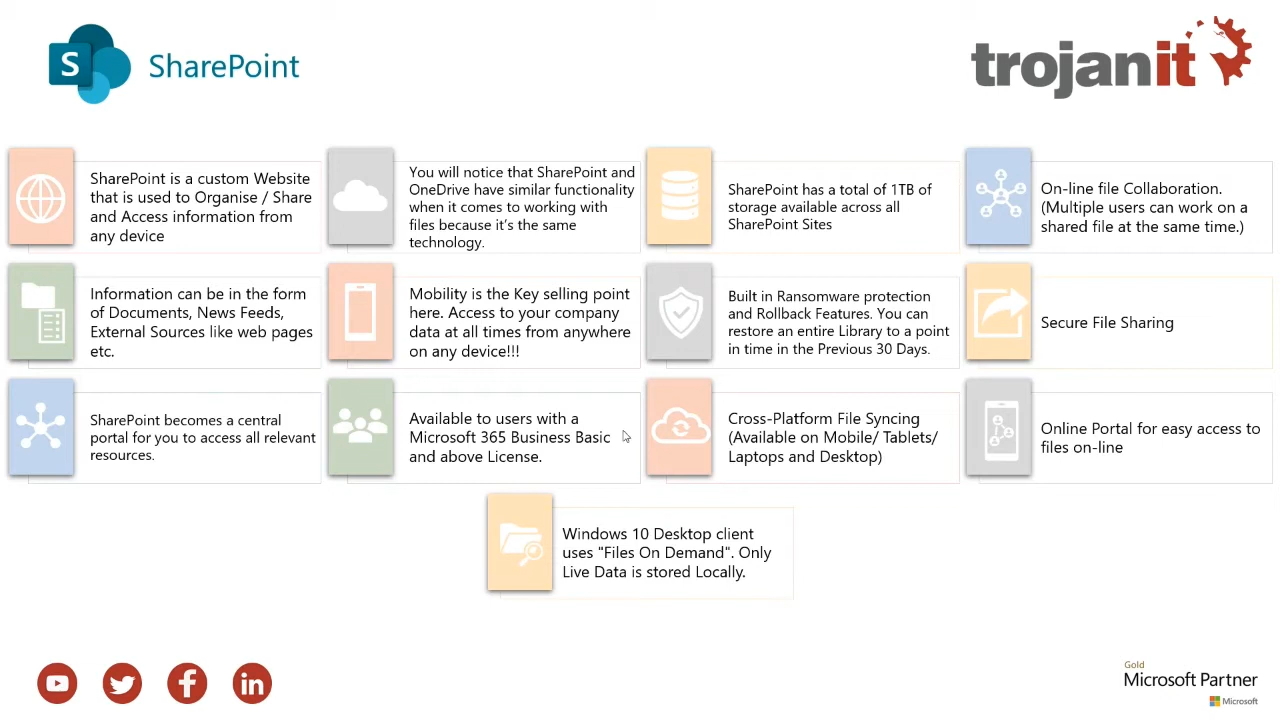 S SharePoint
trojanit
SharePoint is a custom Website
that is used to Organise / Share
and Access information from
any device
You will notice that SharePoint and
OneDrive have similar functionality
when it comes to working with
files because it's the same
technology.
SharePoint has a total of 1TB of
storage available across all
SharePoint Sites
On-line file Collaboration.
(Multiple users can work on a
shared file at the same time.)
Information can be in the form
of Documents, News Feeds,
External Sources like web pages
etc.
Mobility is the Key selling point
here. Access to your company
data at all times from anywhere
on any device!!!
Built in Ransomware protection
and Rollback Features. You can
restore an entire Library to a point
in time in the Previous 30 Days.
Secure File Sharing
SharePoint becomes a central
portal for you to access all relevant
resources.
Available to users with a
Microsoft 365 Business Basic
and above License.
Cross-Platform File Syncing
(Available on Mobile/ Tablets/
Laptops and Desktop)
Online Portal for easy access to
files on-line
Windows 10 Desktop client
uses "Files On Demand". Only
Live Data is stored Locally.
Gold
Microsoft Partner
Microsoft